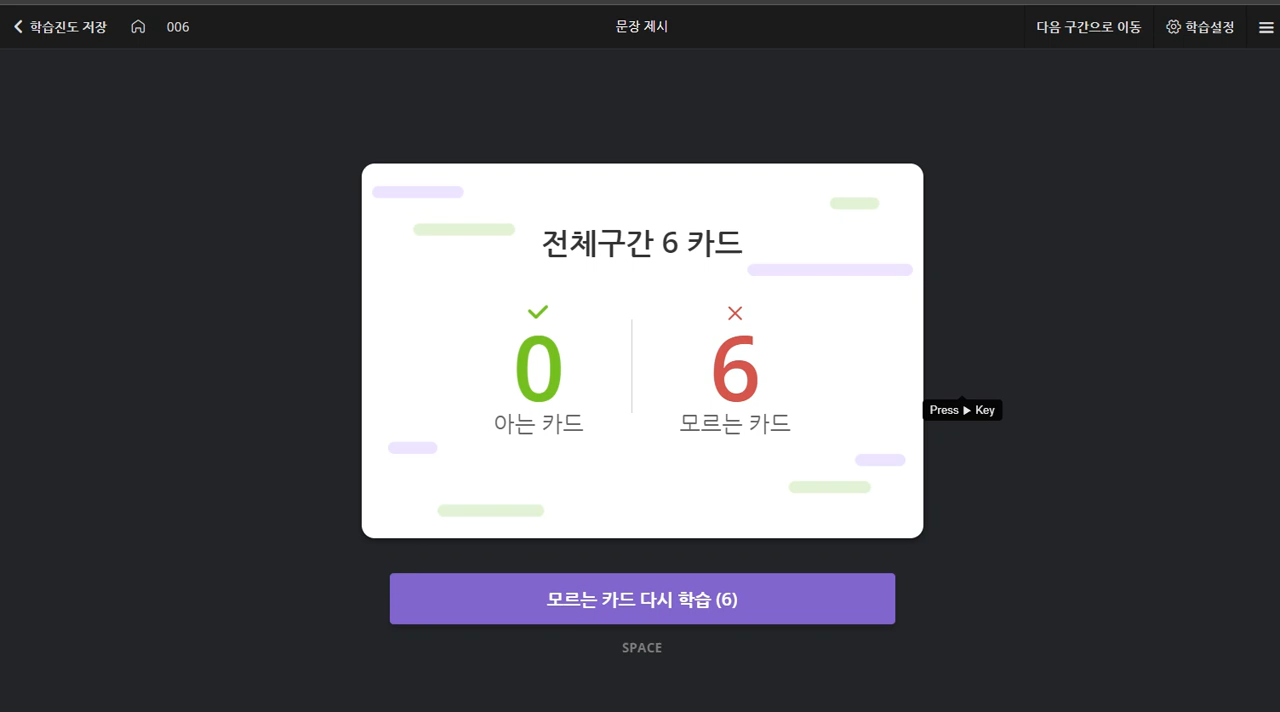 학습진도 저장 006 문장 제시 다음 구간으로 이동 학습설정
전체구간 6 카드
0 6
아는 카드 모르는 카드
Press ▶ Key
모르는 카드 다시 학습 (6)
SPACE